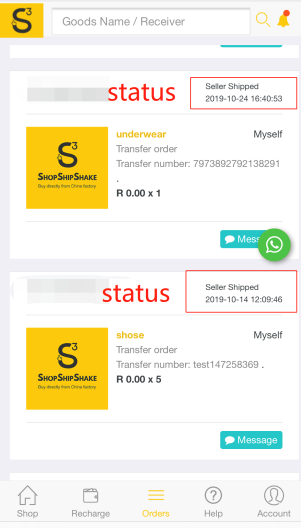 S3
Goods Name / Receiver
status
Seller Shipped
2019-10-24 16:40:53
underwear
Myself
Transfer order
Transfer number: 7973892792138291
.
R 0.00 x 1
S3
SHOPSHIPSHAKE
Buy directly from China factory
Mess
status
Seller Shipped
2019-10-14 12:09:46
shose
Myself
Transfer order
Transfer number: test147258369 .
R 0.00 x 5
S3
SHOPSHIPSHAKE
Buy directly from China factory
Message
Shop
Recharge
Orders
Help
Account